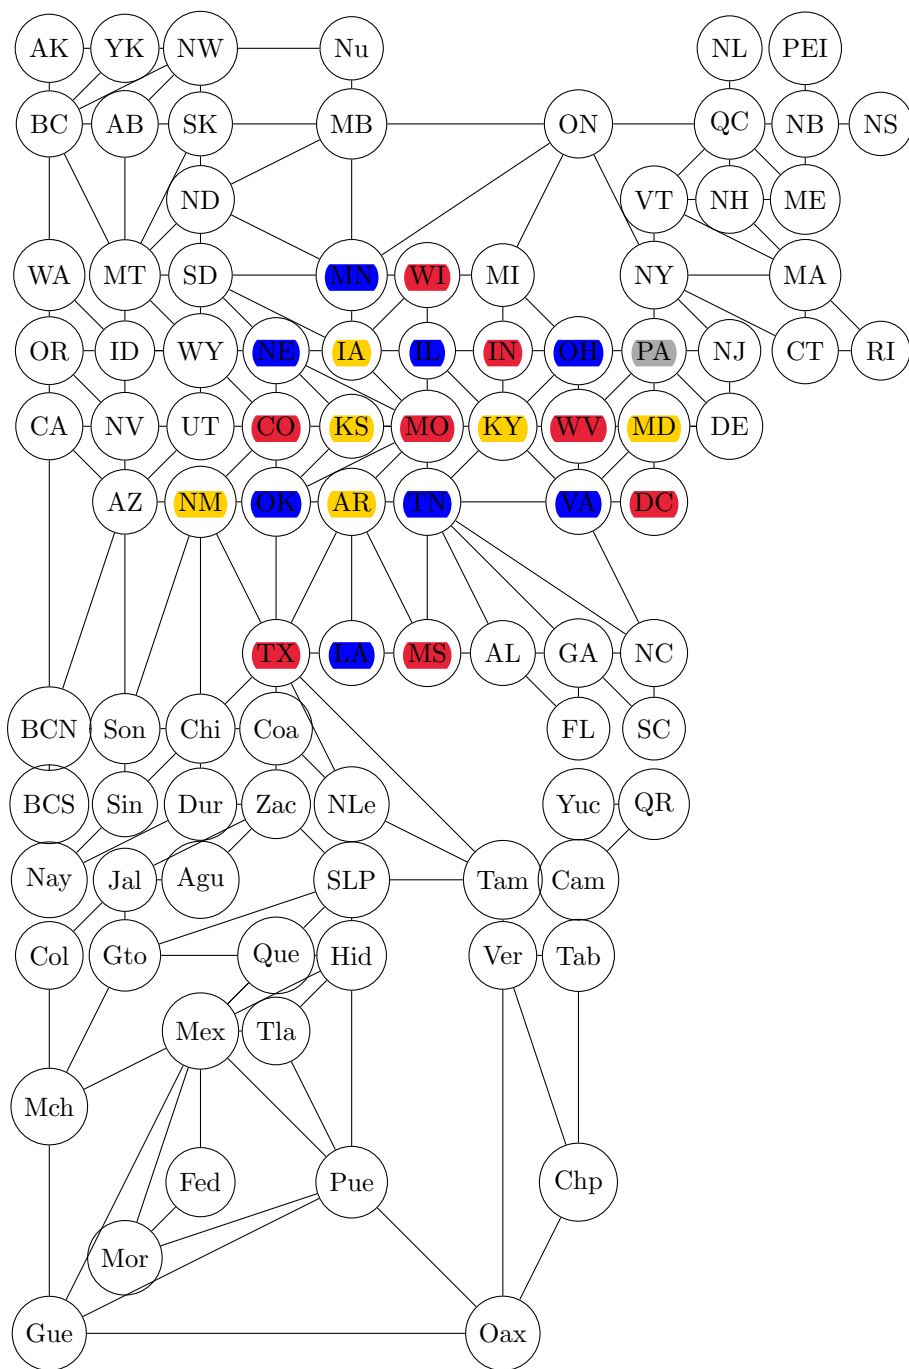 AK YK NW Nu NL PEI
BC AB SK MB ON QC NB NS
ND VT NH ME
WA MT SD MN WI MI NY MA
OR ID WY NE IA IL IN OH PA NJ CT RI
CA NV UT CO KS MO KY WV MD DE
AZ NM OK AR TN VA DC
TX LA MS AL GA NC
BCN Son Chi Coa FL SC
BCS Sin Dur Zac NLe Yuc QR
Nay Jal Agu SLP Tam Cam
Col Gto Que Hid Ver Tab
Mex Tla
Mch
Fed Pue Chp
Mor
Gue Oax